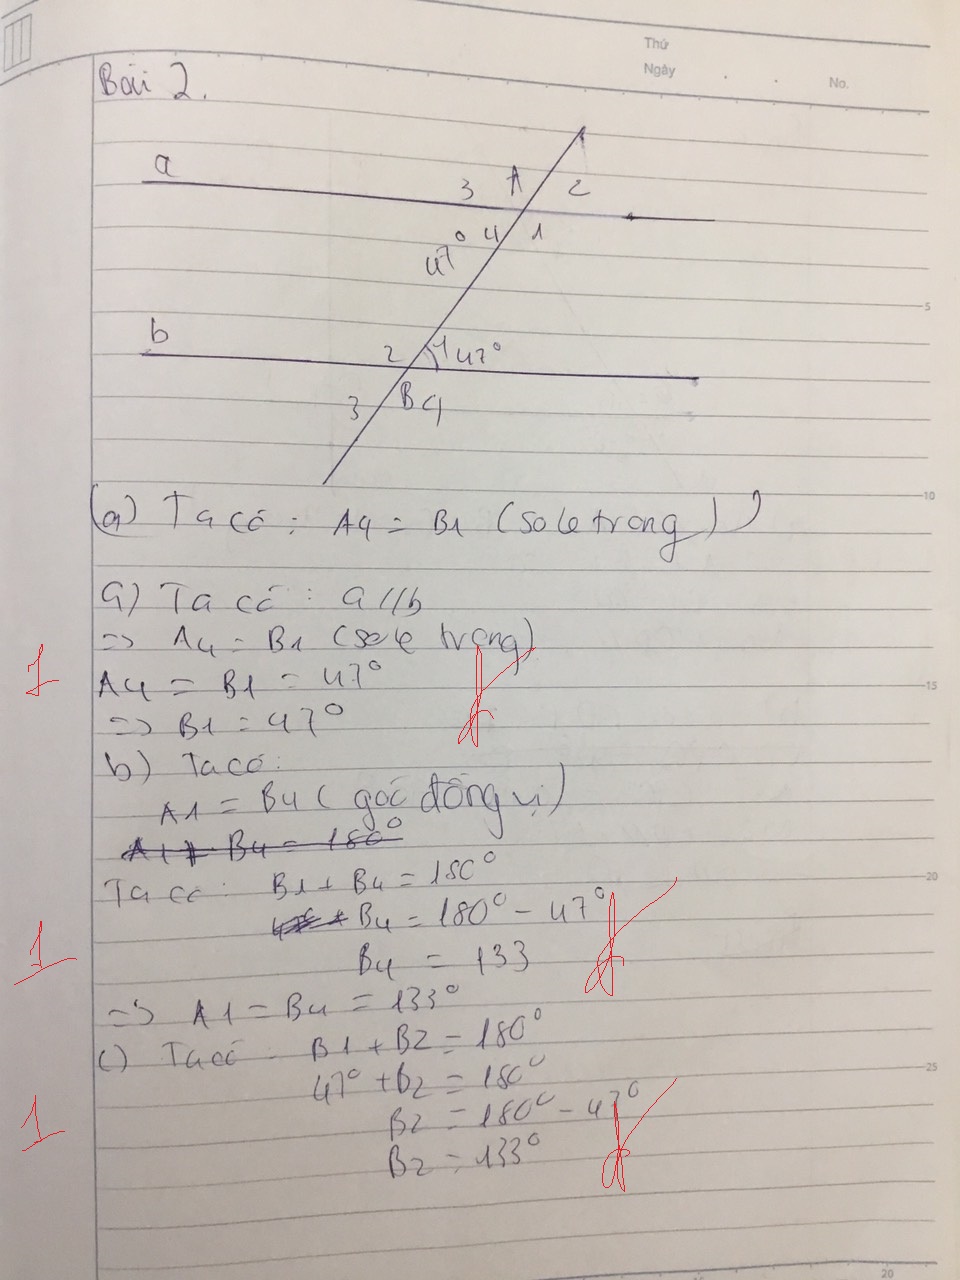 Thứ
Ngày . . No.
Bài 2.
a
3 A 2
47° 4 1
5
b
2 1 47°
3 B 4
10
(a) Ta có : A4 = B1 (so le trong)
a) Ta có : a//b
=> A4 = B1 (so le trong)
1
A4 = B1 = 47°
15
=> B1 = 47°
b) Ta có:
A1 = B4 ( góc đồng vị )
Ta có : B1 + B4 = 180°
20
B4 = 180° - 47°
1
B4 = 133
=> A1 = B4 = 133°
c) Ta có : B1 + B2 = 180°
25
47° + B2 = 180°
1
B2 = 180° - 47°
B2 = 133°
20